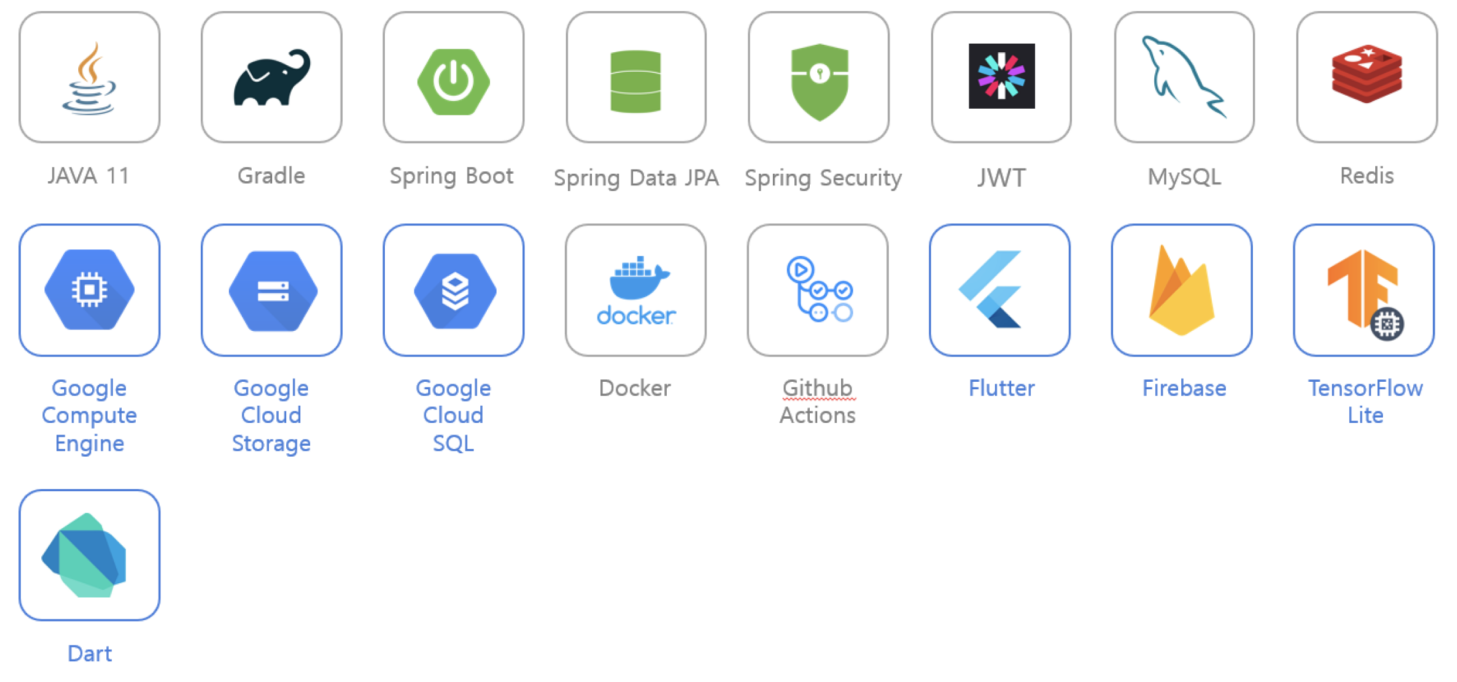 JAVA 11
Gradle
Spring Boot
Spring Data JPA
Spring Security
JWT
MySQL
Redis
docker
Google
Compute
Engine
Google
Cloud
Storage
Google
Cloud
SQL
Docker
Github
Actions
Flutter
Firebase
TensorFlow
Lite
Dart